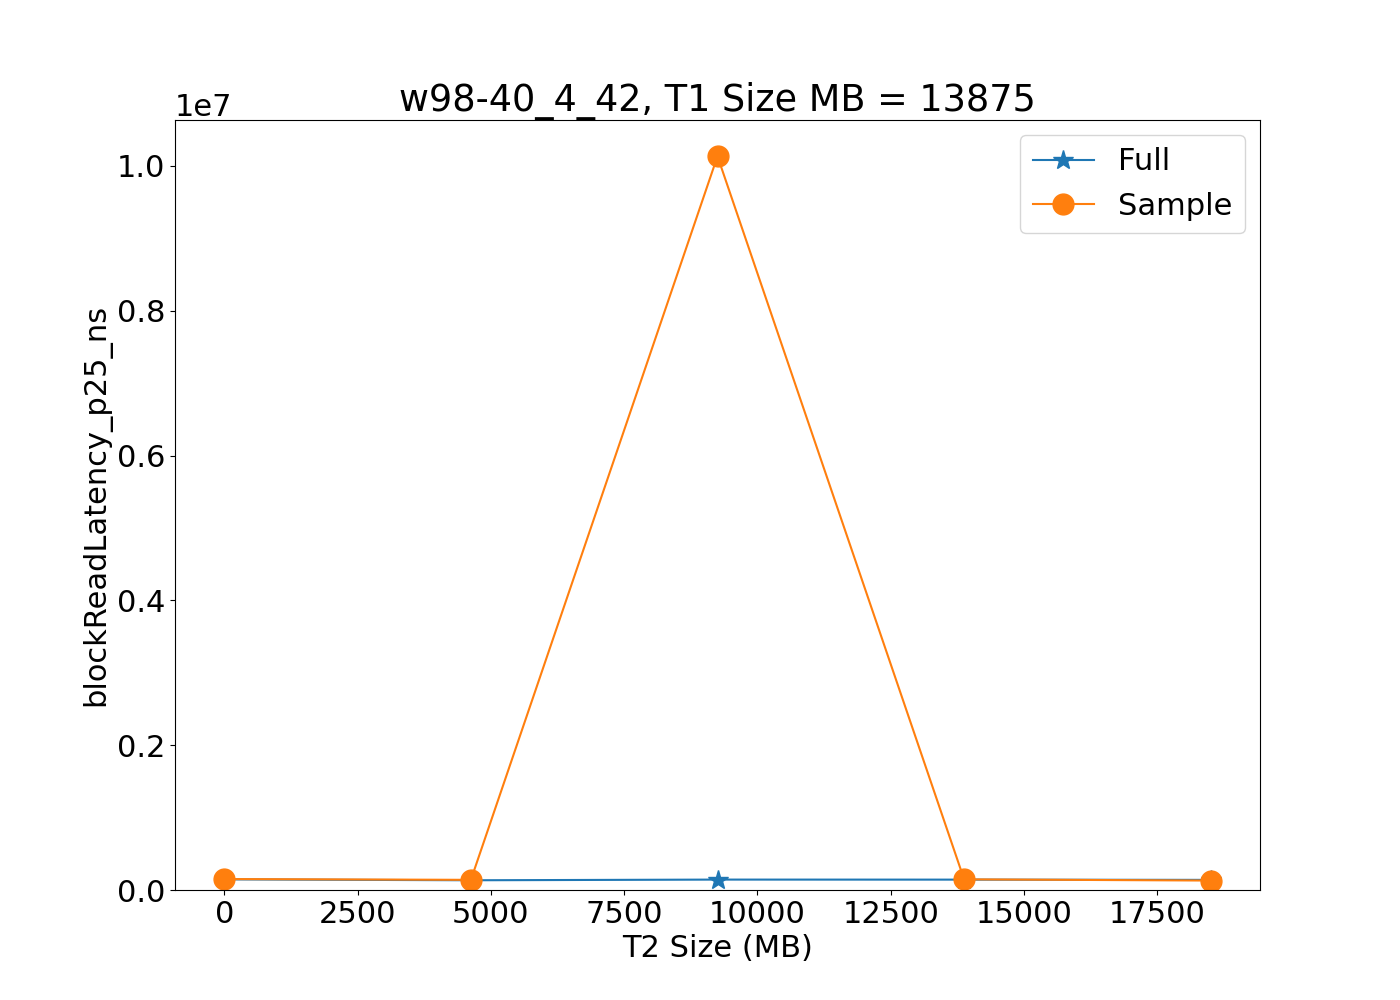 w98-40_4_42, T1 Size MB = 13875
1e7
1.0
0.8
0.6
0.4
0.2
0.0
blockReadLatency_p25_ns
Full
Sample
0 2500 5000 7500 10000 12500 15000 17500
T2 Size (MB)